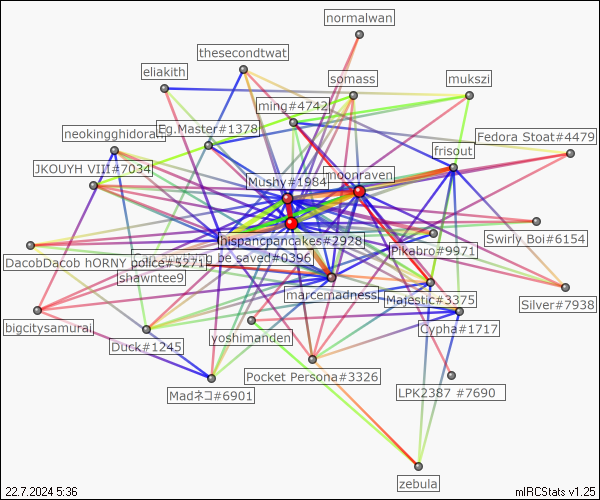 normalwan
thesecondtwat
eliakith
somass
mukszi
ming#4742
neokingghidorah
Eg.Master#1378
Fedora Stoat#4479
frisout
JKOUYH VIII#7034
Mushy#1984
moonraven
hispancpancakes#2928
Swirly Boi#6154
Pikabro#9971
DacobDacob hORNY police#5271
be saved#0396
shawntee9
marcemadness
Majestic#3375
Silver#7938
bigcitysamurai
Cypha#1717
yoshimanden
Duck#1245
Pocket Persona#3326
Madネコ#6901
LPK2387 #7690
zebula
22.7.2024 5:36
mIRCStats v1.25